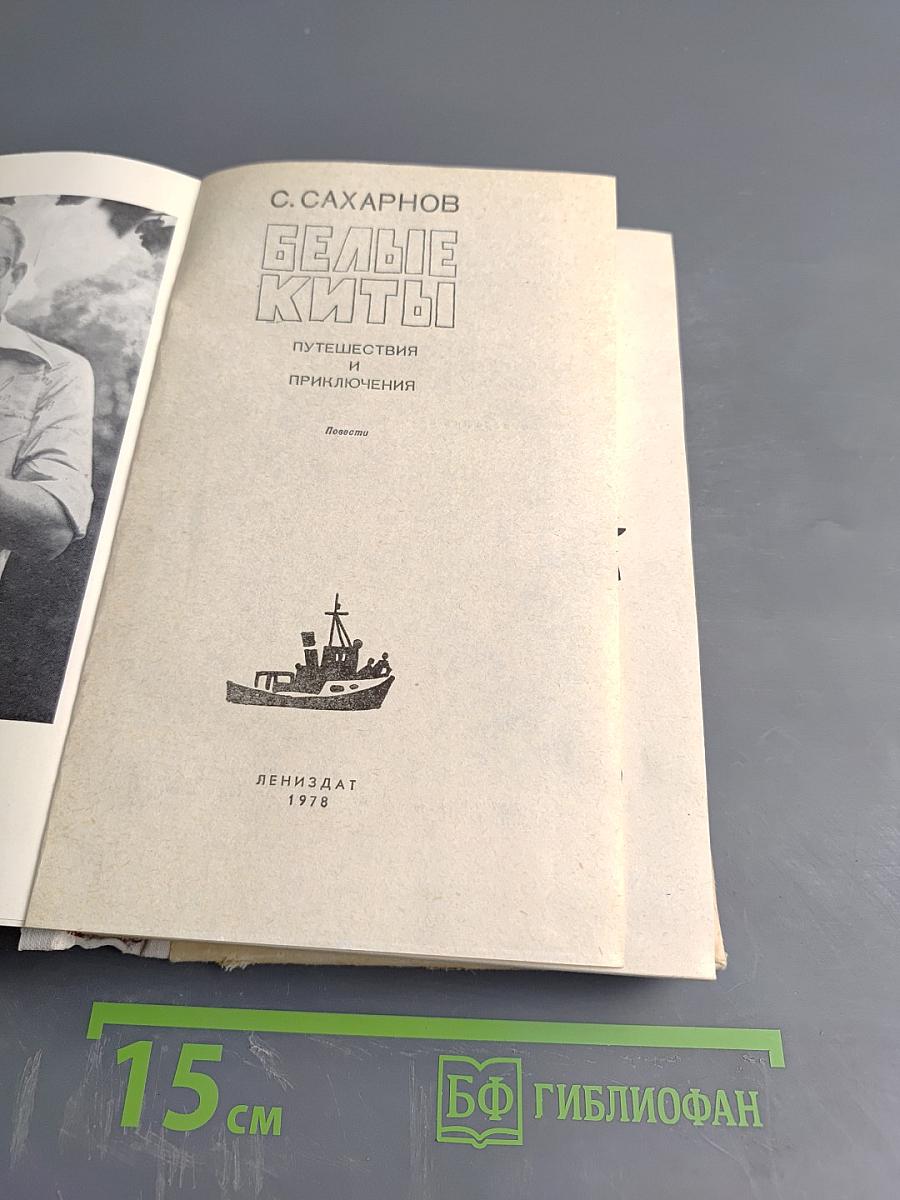 С. САХАРНОВ
БЕЛЫЕ
КИТЫ
ПУТЕШЕСТВИЯ
И
ПРИКЛЮЧЕНИЯ
Повести
ЛЕНИЗДАТ
1978
15 см
БФ ГИБЛИОФАН